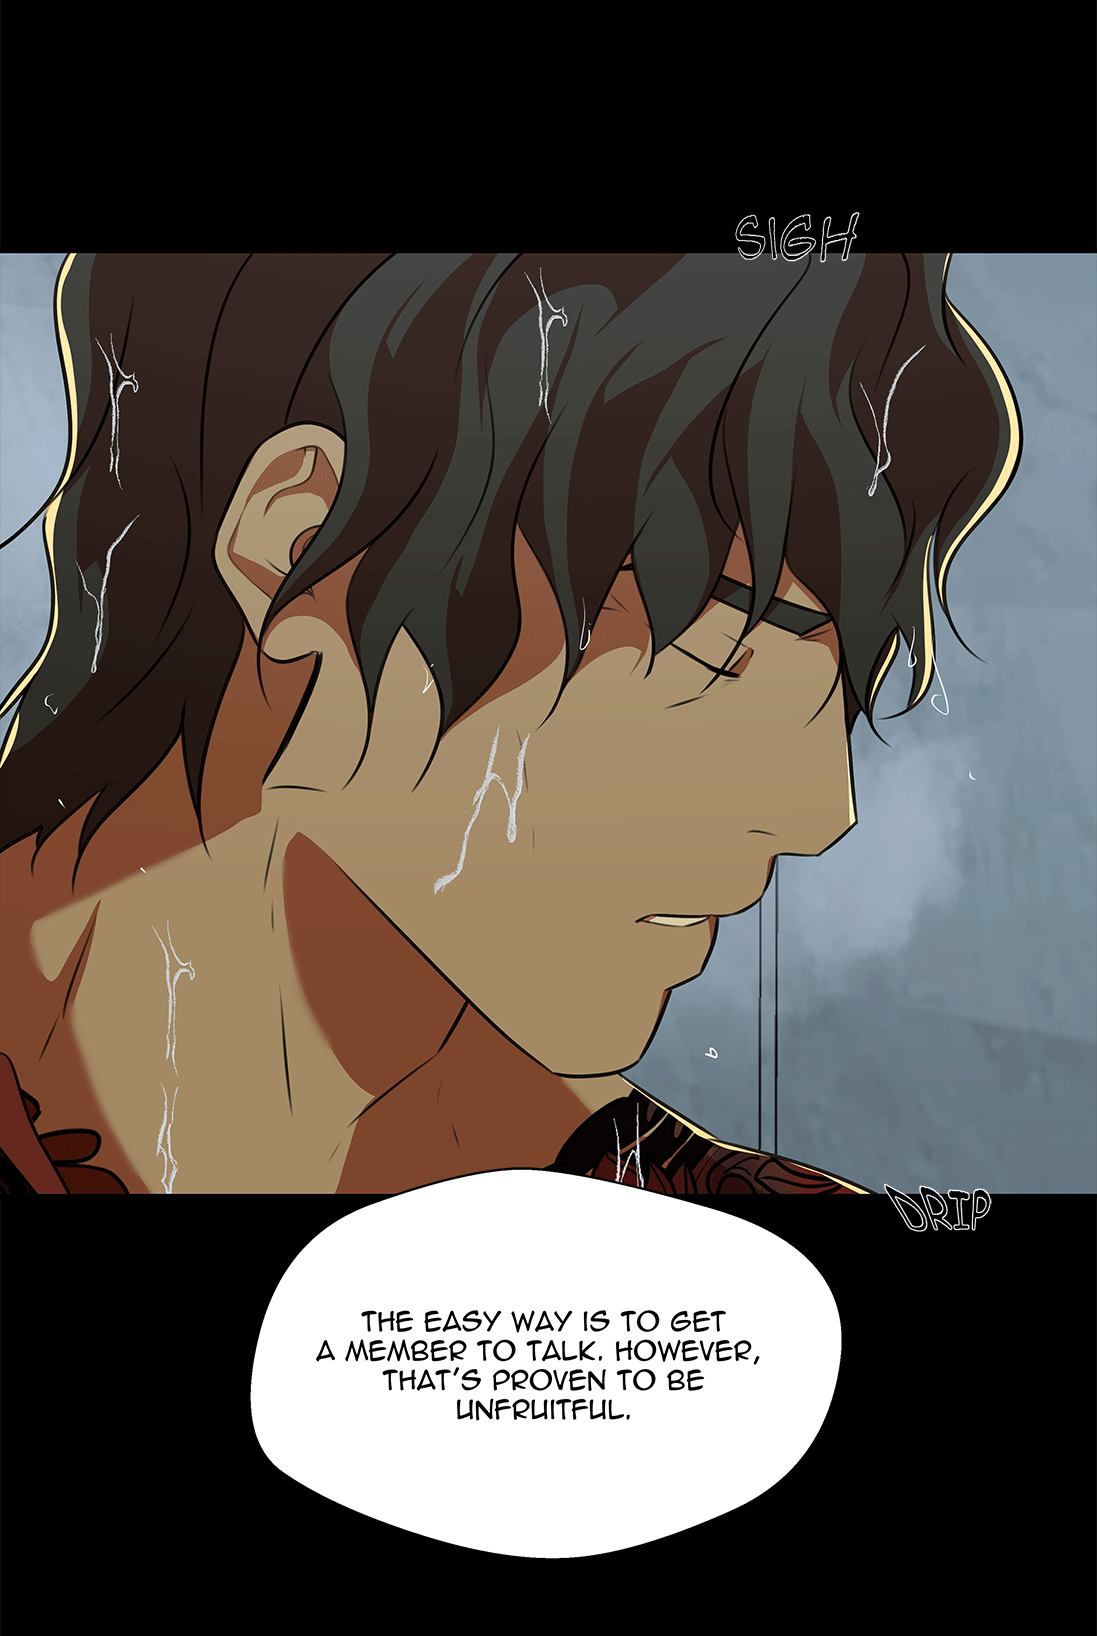 SIGH
DRIP
THE EASY WAY IS TO GET
A MEMBER TO TALK. HOWEVER,
THAT'S PROVEN TO BE
UNFRUITFUL.